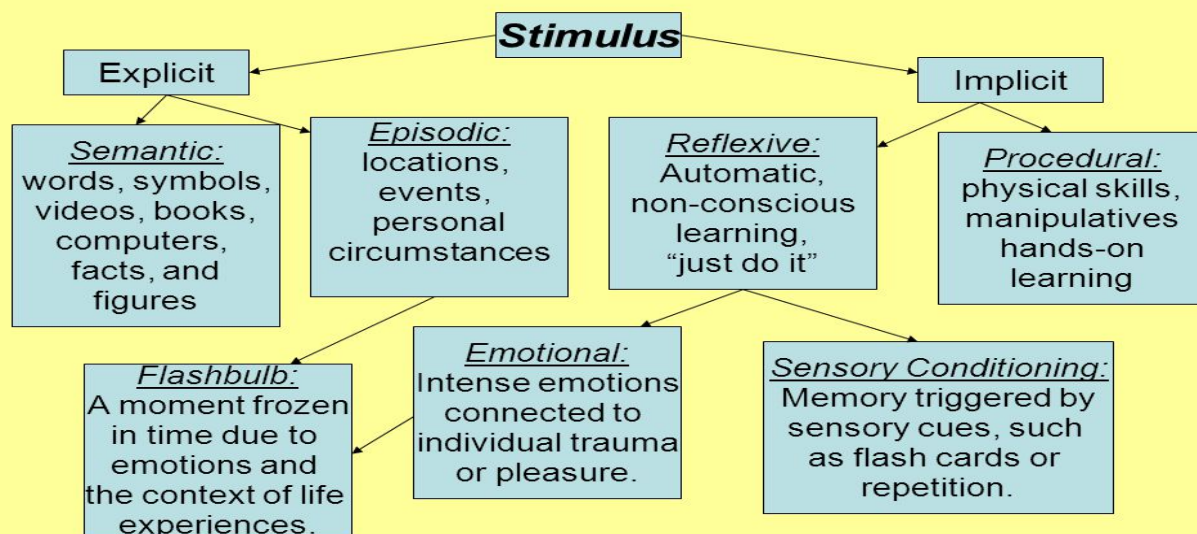 Stimulus
Explicit
Implicit
Semantic:
words, symbols,
videos, books,
computers,
facts, and
figures
Episodic:
locations,
events,
personal
circumstances
Reflexive:
Automatic,
non-conscious
learning,
“just do it”
Procedural:
physical skills,
manipulatives
hands-on
learning
Flashbulb:
A moment frozen
in time due to
emotions and
the context of life
experiences.
Emotional:
Intense emotions
connected to
individual trauma
or pleasure.
Sensory Conditioning:
Memory triggered by
sensory cues, such
as flash cards or
repetition.